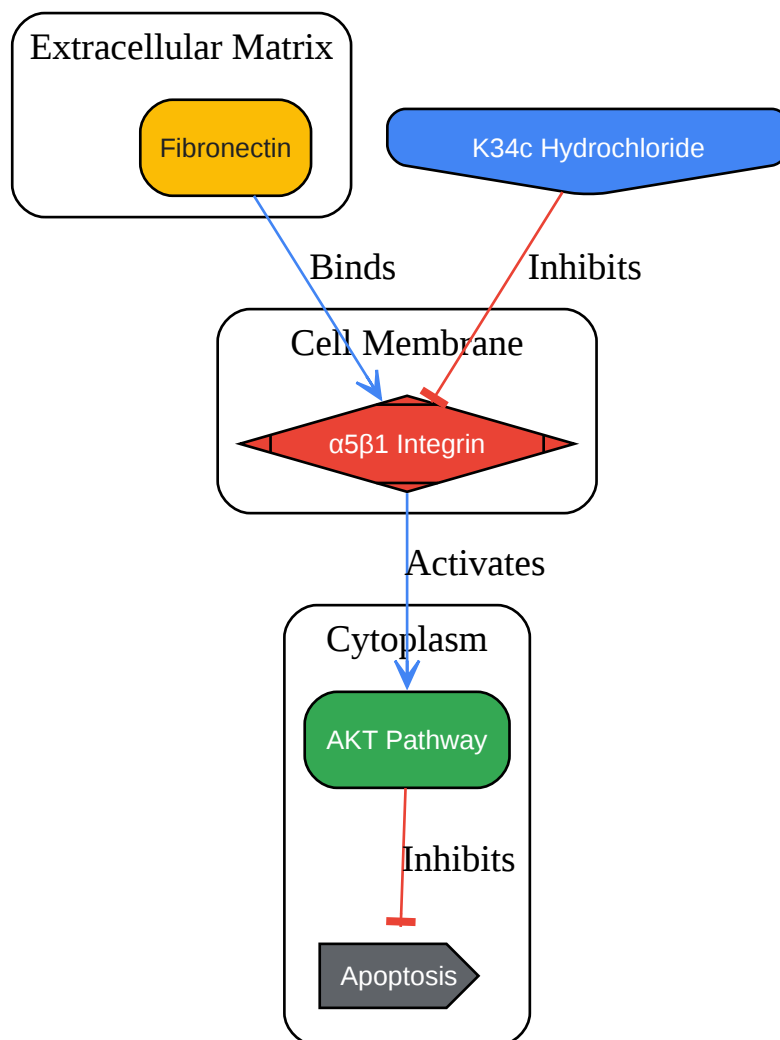 Extracellular Matrix
Fibronectin
K34c Hydrochloride
Binds
Inhibits
Cell Membrane
α5β1 Integrin
Activates
Cytoplasm
AKT Pathway
Inhibits
Apoptosis